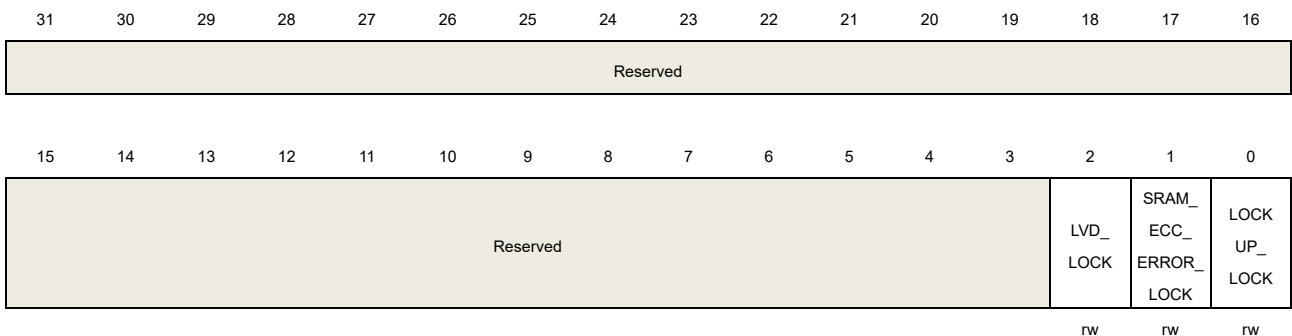 31 30 29 28 27 26 25 24 23 22 21 20 19 18 17 16
Reserved
15 14 13 12 11 10 9 8 7 6 5 4 3 2 1 0
Reserved
LVD_
LOCK
SRAM_
ECC_
ERROR_
LOCK
LOCK
UP_
LOCK
rw rw rw